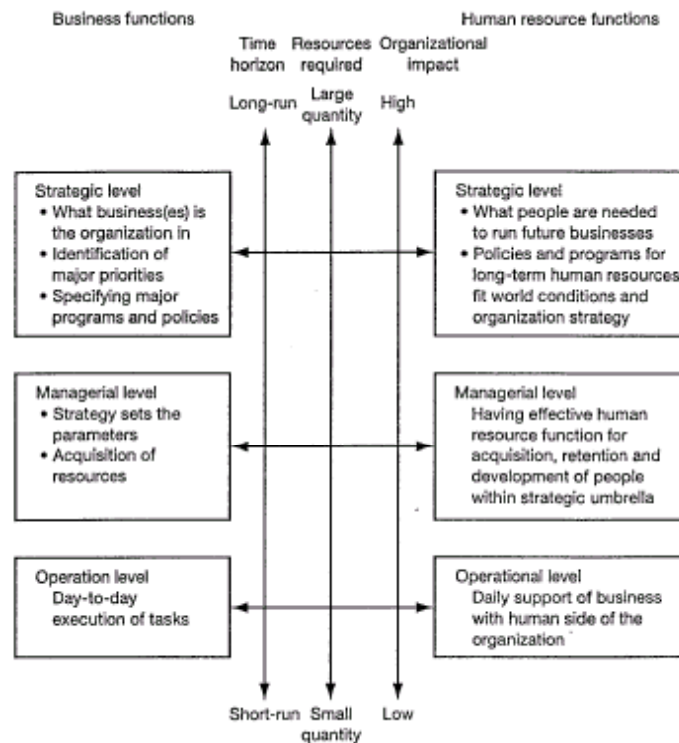 Business functions
Human resource functions
Time horizon
Resources required
Organizational impact
Long-run
Large quantity
High
Strategic level
• What business(es) is
the organization in
• Identification of
major priorities
• Specifying major
programs and policies
Strategic level
• What people are needed
to run future businesses
• Policies and programs for
long-term human resources
fit world conditions and
organization strategy
Managerial level
• Strategy sets the
parameters
• Acquisition of
resources
Managerial level
Having effective human
resource function for
acquisition, retention and
development of people
within strategic umbrella
Operation level
Day-to-day
execution of tasks
Operational level
Daily support of business
with human side of the
organization
Short-run
Small quantity
Low